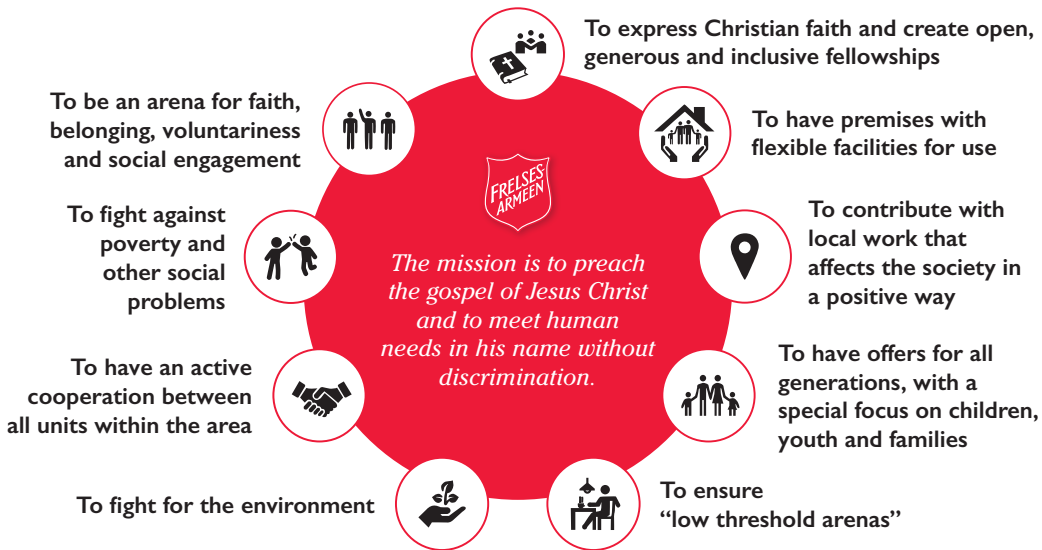 To express Christian faith and create open,
generous and inclusive fellowships
To have premises with
flexible facilities for use
To contribute with
local work that
affects the society in
a positive way
To have offers for all
generations, with a
special focus on children,
youth and families
To ensure
“low threshold arenas”
To fight for the environment
To have an active
cooperation between
all units within the area
To fight against
poverty and
other social
problems
To be an arena for faith,
belonging, voluntariness
and social engagement
FRELSES
ARMEEN
The mission is to preach
the gospel of Jesus Christ
and to meet human
needs in his name without
discrimination.